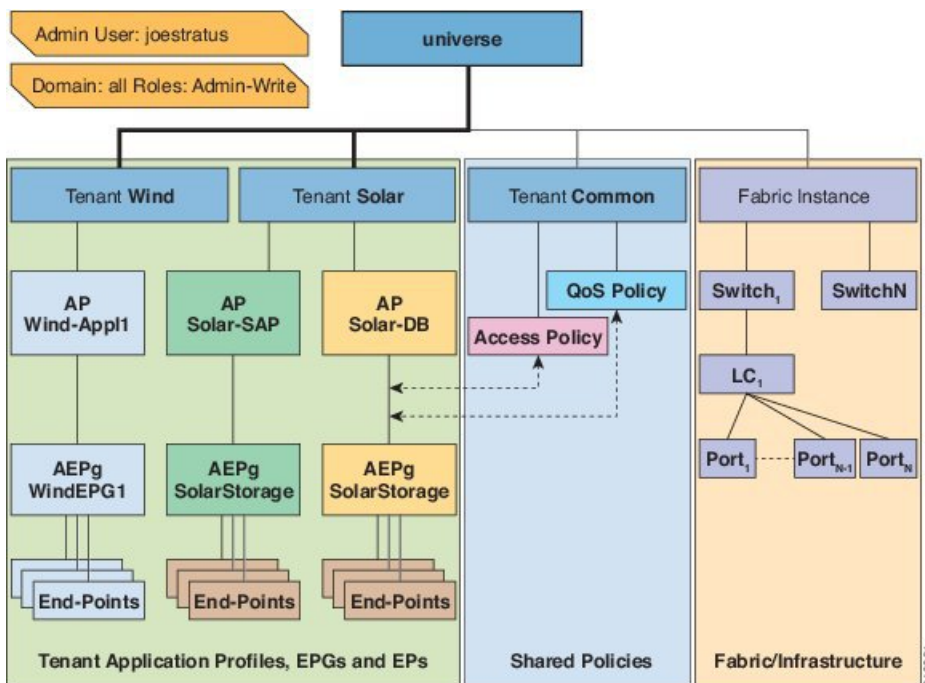 Admin User: joestratus
Domain: all Roles: Admin-Write
universe
Tenant Wind
Tenant Solar
Tenant Common
Fabric Instance
AP
Wind-Appl1
AP
Solar-SAP
AP
Solar-DB
QoS Policy
Access Policy
Switch1
SwitchN
LC1
Port1
PortN-1
PortN
AEPg
WindEPG1
AEPg
SolarStorage
AEPg
SolarStorage
End-Points
End-Points
End-Points
Tenant Application Profiles, EPGs and EPs
Shared Policies
Fabric/Infrastructure